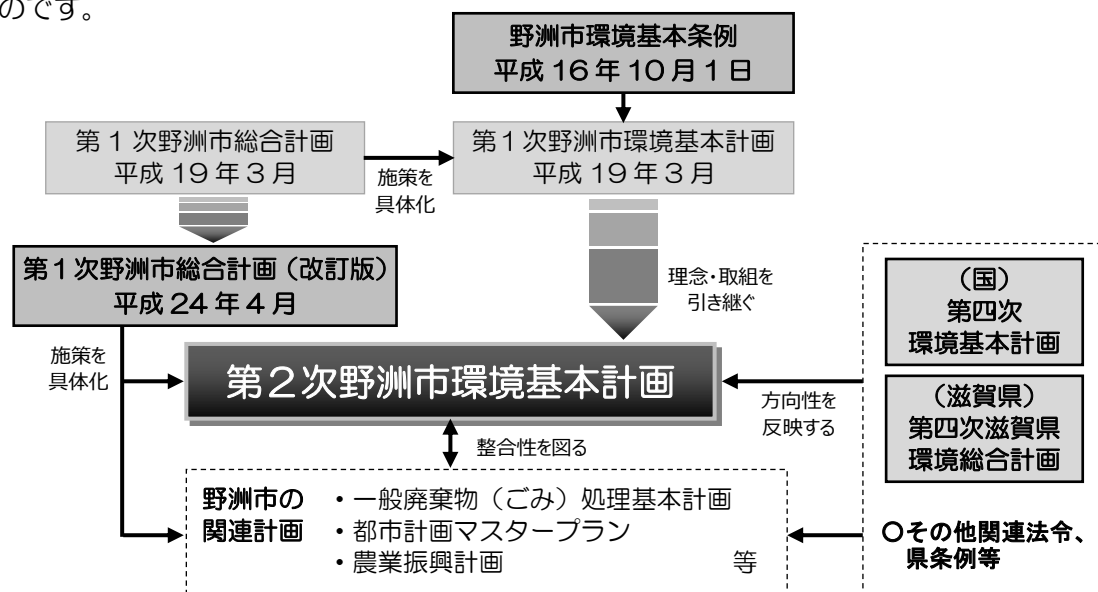 のです。
野洲市環境基本条例
平成 16 年 10 月 1 日
第 1 次野洲市総合計画
平成 19 年 3 月
施策を
具体化
第１次野洲市環境基本計画
平成 19 年 3 月
第１次野洲市総合計画（改訂版）
平成 24 年 4 月
理念・取組を
引き継ぐ
（国）
第四次
環境基本計画
施策を
具体化
第２次野洲市環境基本計画
方向性を
反映する
（滋賀県）
第四次滋賀県
環境総合計画
整合性を図る
野洲市の
関連計画
・一般廃棄物（ごみ）処理基本計画
・都市計画マスタープラン
・農業振興計画　等
〇その他関連法令、
県条例等